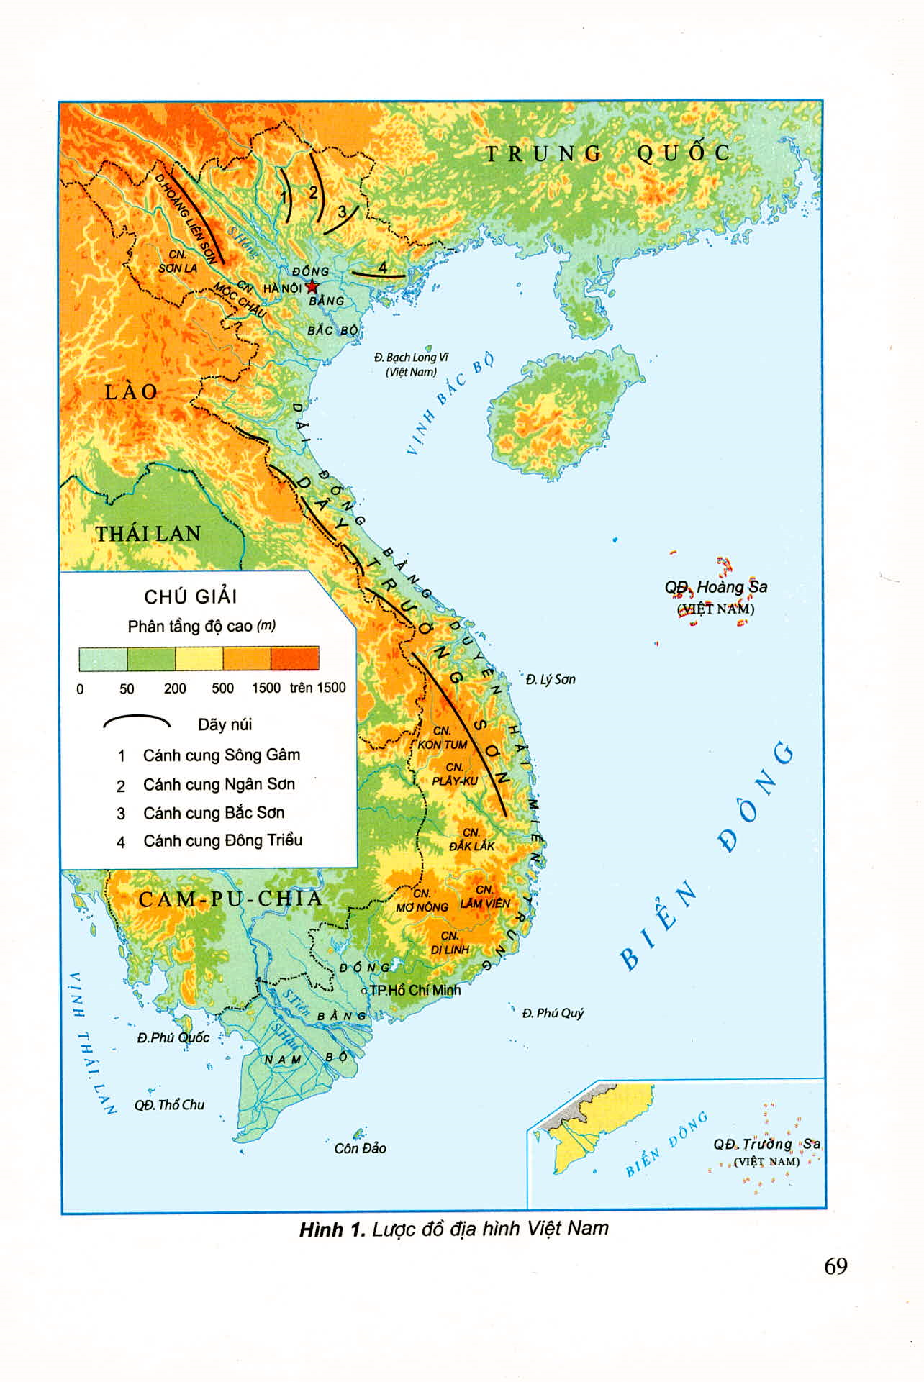 TRUNG QUỐC
D.HOÀNG LIÊN SƠN
S.Hồng
1
2
3
4
CN.
SƠN LA
CN.
MỘC CHÂU
HÀ NỘI
ĐỒNG
BẰNG
BẮC BỘ
Đ. Bạch Long Vĩ
(Việt Nam)
VỊNH BẮC BỘ
LÀO
THÁI LAN
DẢI ĐỒNG BẰNG DUYÊN HẢI MIỀN TRUNG
DÃY TRƯỜNG SƠN
QĐ. Hoàng Sa
(VIỆT NAM)
CHÚ GIẢI
Phân tầng độ cao (m)
0 50 200 500 1500 trên 1500
Dãy núi
1 Cánh cung Sông Gâm
2 Cánh cung Ngân Sơn
3 Cánh cung Bắc Sơn
4 Cánh cung Đông Triều
Đ. Lý Sơn
CN.
KON TUM
CN.
PLÂY-KU
CN.
ĐẮK LẮK
CN.
MƠ NÔNG
CN.
LÂM VIÊN
CN.
DI LINH
BIỂN ĐÔNG
CAM-PU-CHIA
VỊNH THÁI LAN
ĐỒNG
BẰNG
NAM BỘ
TP.Hồ Chí Minh
S.Tiền
S.Hậu
Đ.Phú Quốc
Đ. Phú Quý
QĐ. Thổ Chu
Côn Đảo
BIỂN ĐÔNG
QĐ. Trường Sa
(VIỆT NAM)
Hình 1. Lược đồ địa hình Việt Nam
69